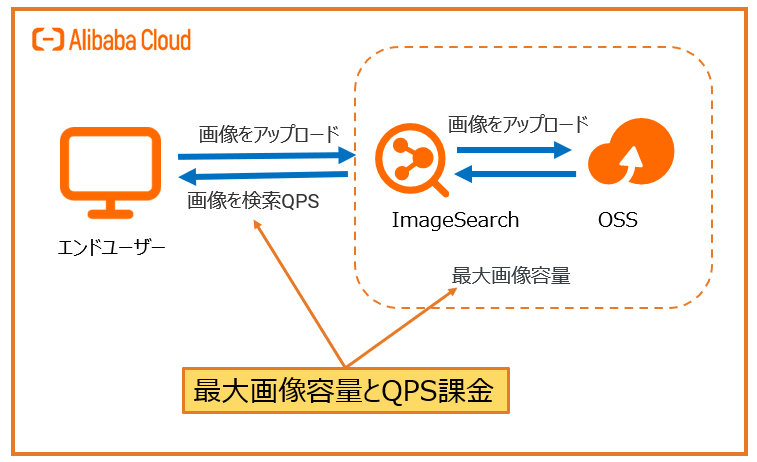 Alibaba Cloud
画像をアップロード
画像をアップロード
画像を検索QPS
ImageSearch
OSS
エンドユーザー
最大画像容量
最大画像容量とQPS課金